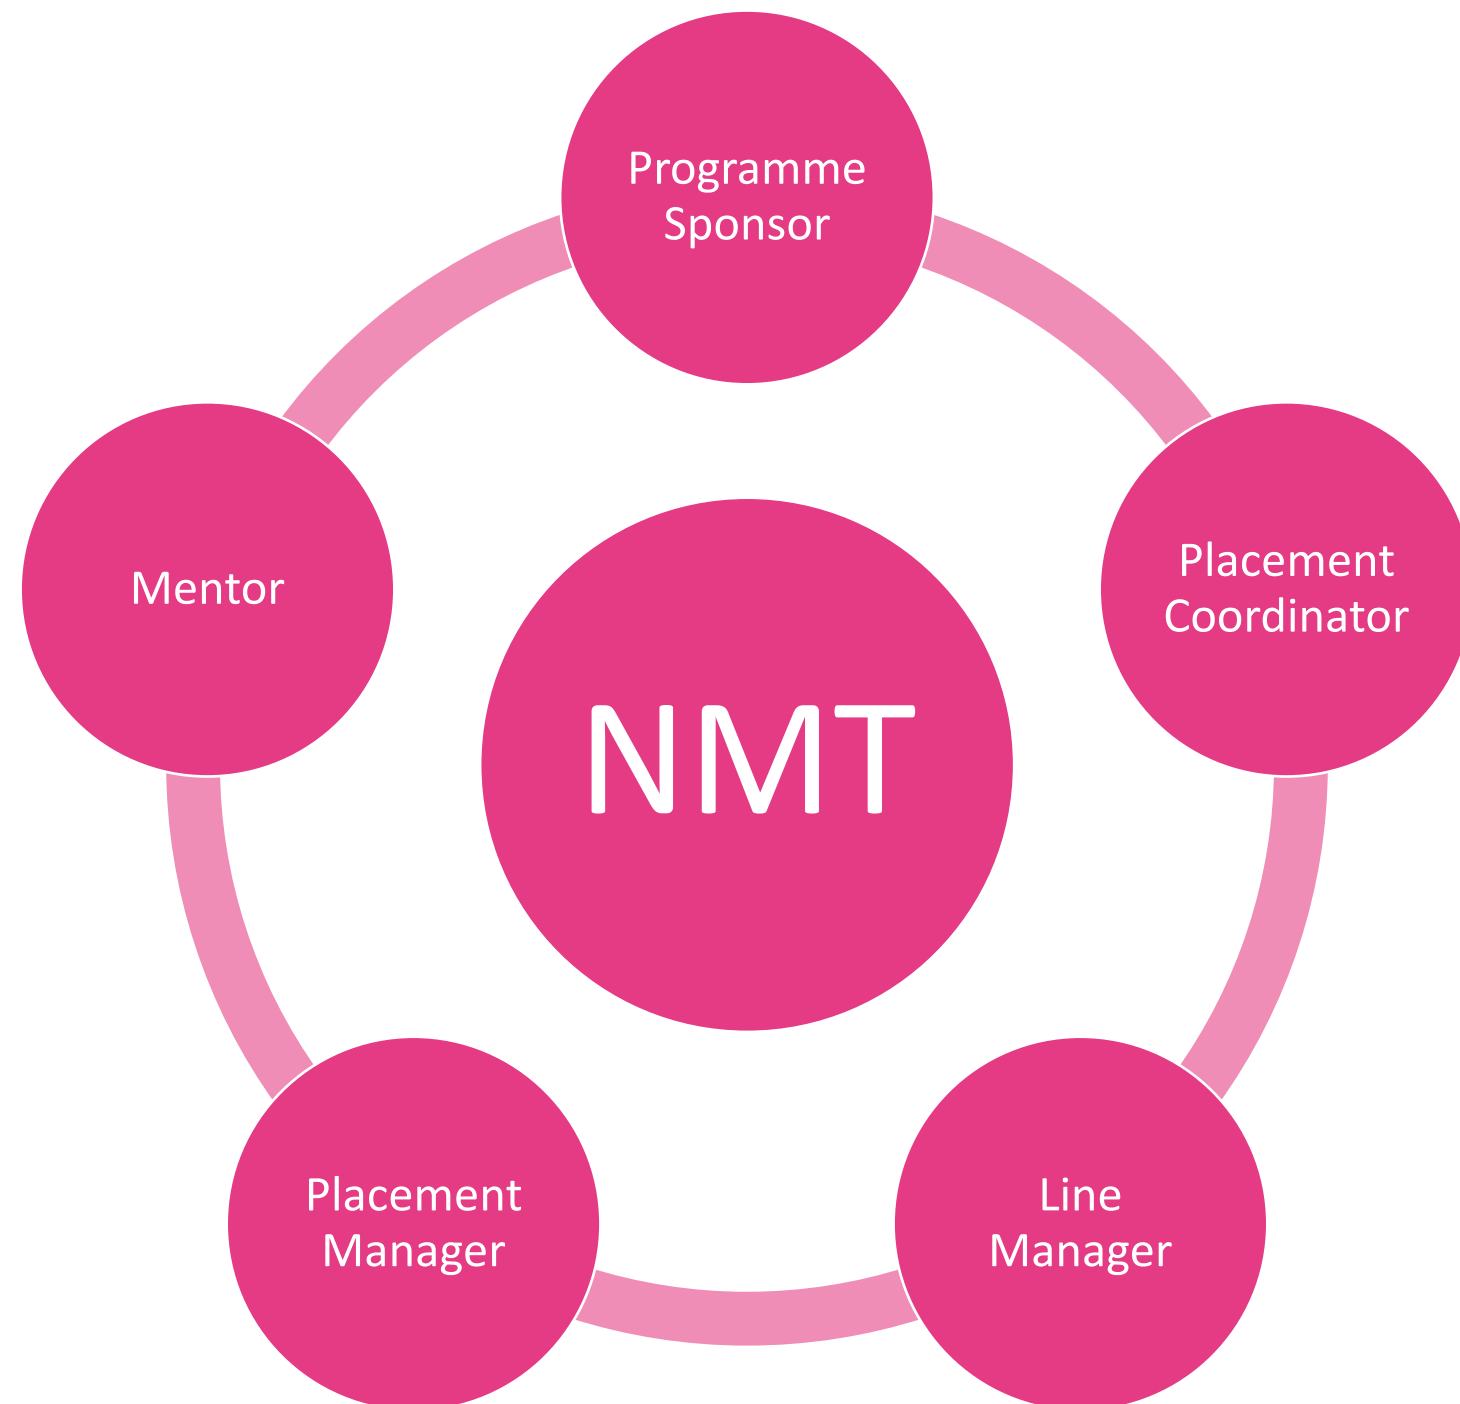 Programme
Sponsor
Placement
Coordinator
Mentor
NMT
Placement
Manager
Line
Manager